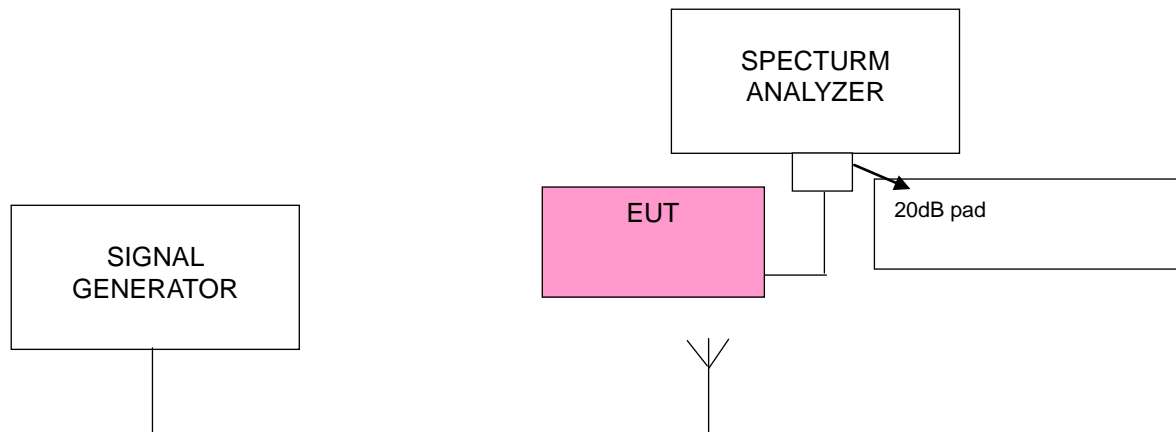 SPECTURM
ANALYZER
EUT
20dB pad
SIGNAL
GENERATOR